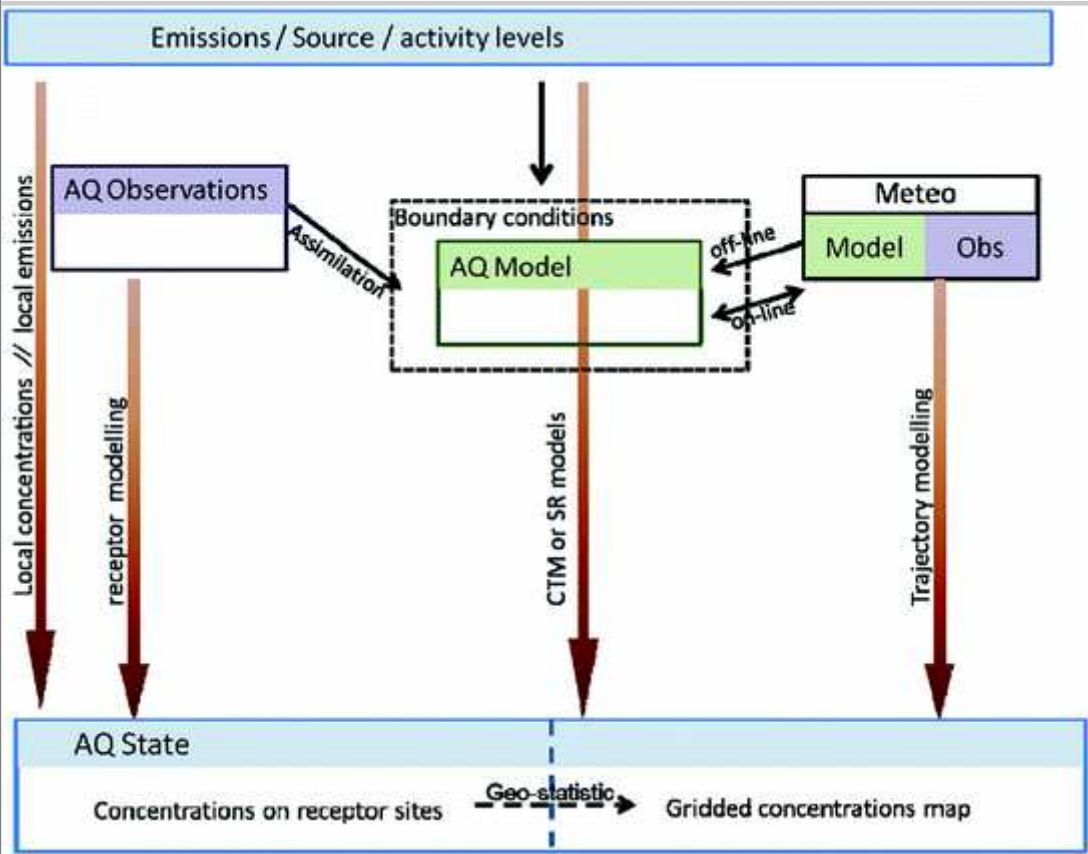 Emissions / Source / activity levels
Local concentrations // local emissions
AQ Observations
Assimilation
Boundary conditions
AQ Model
off-line
on-line
Meteo
Model
Obs
receptor modelling
CTM or SR models
Trajectory modelling
AQ State
Concentrations on receptor sites
Geo-statistic
Gridded concentrations map